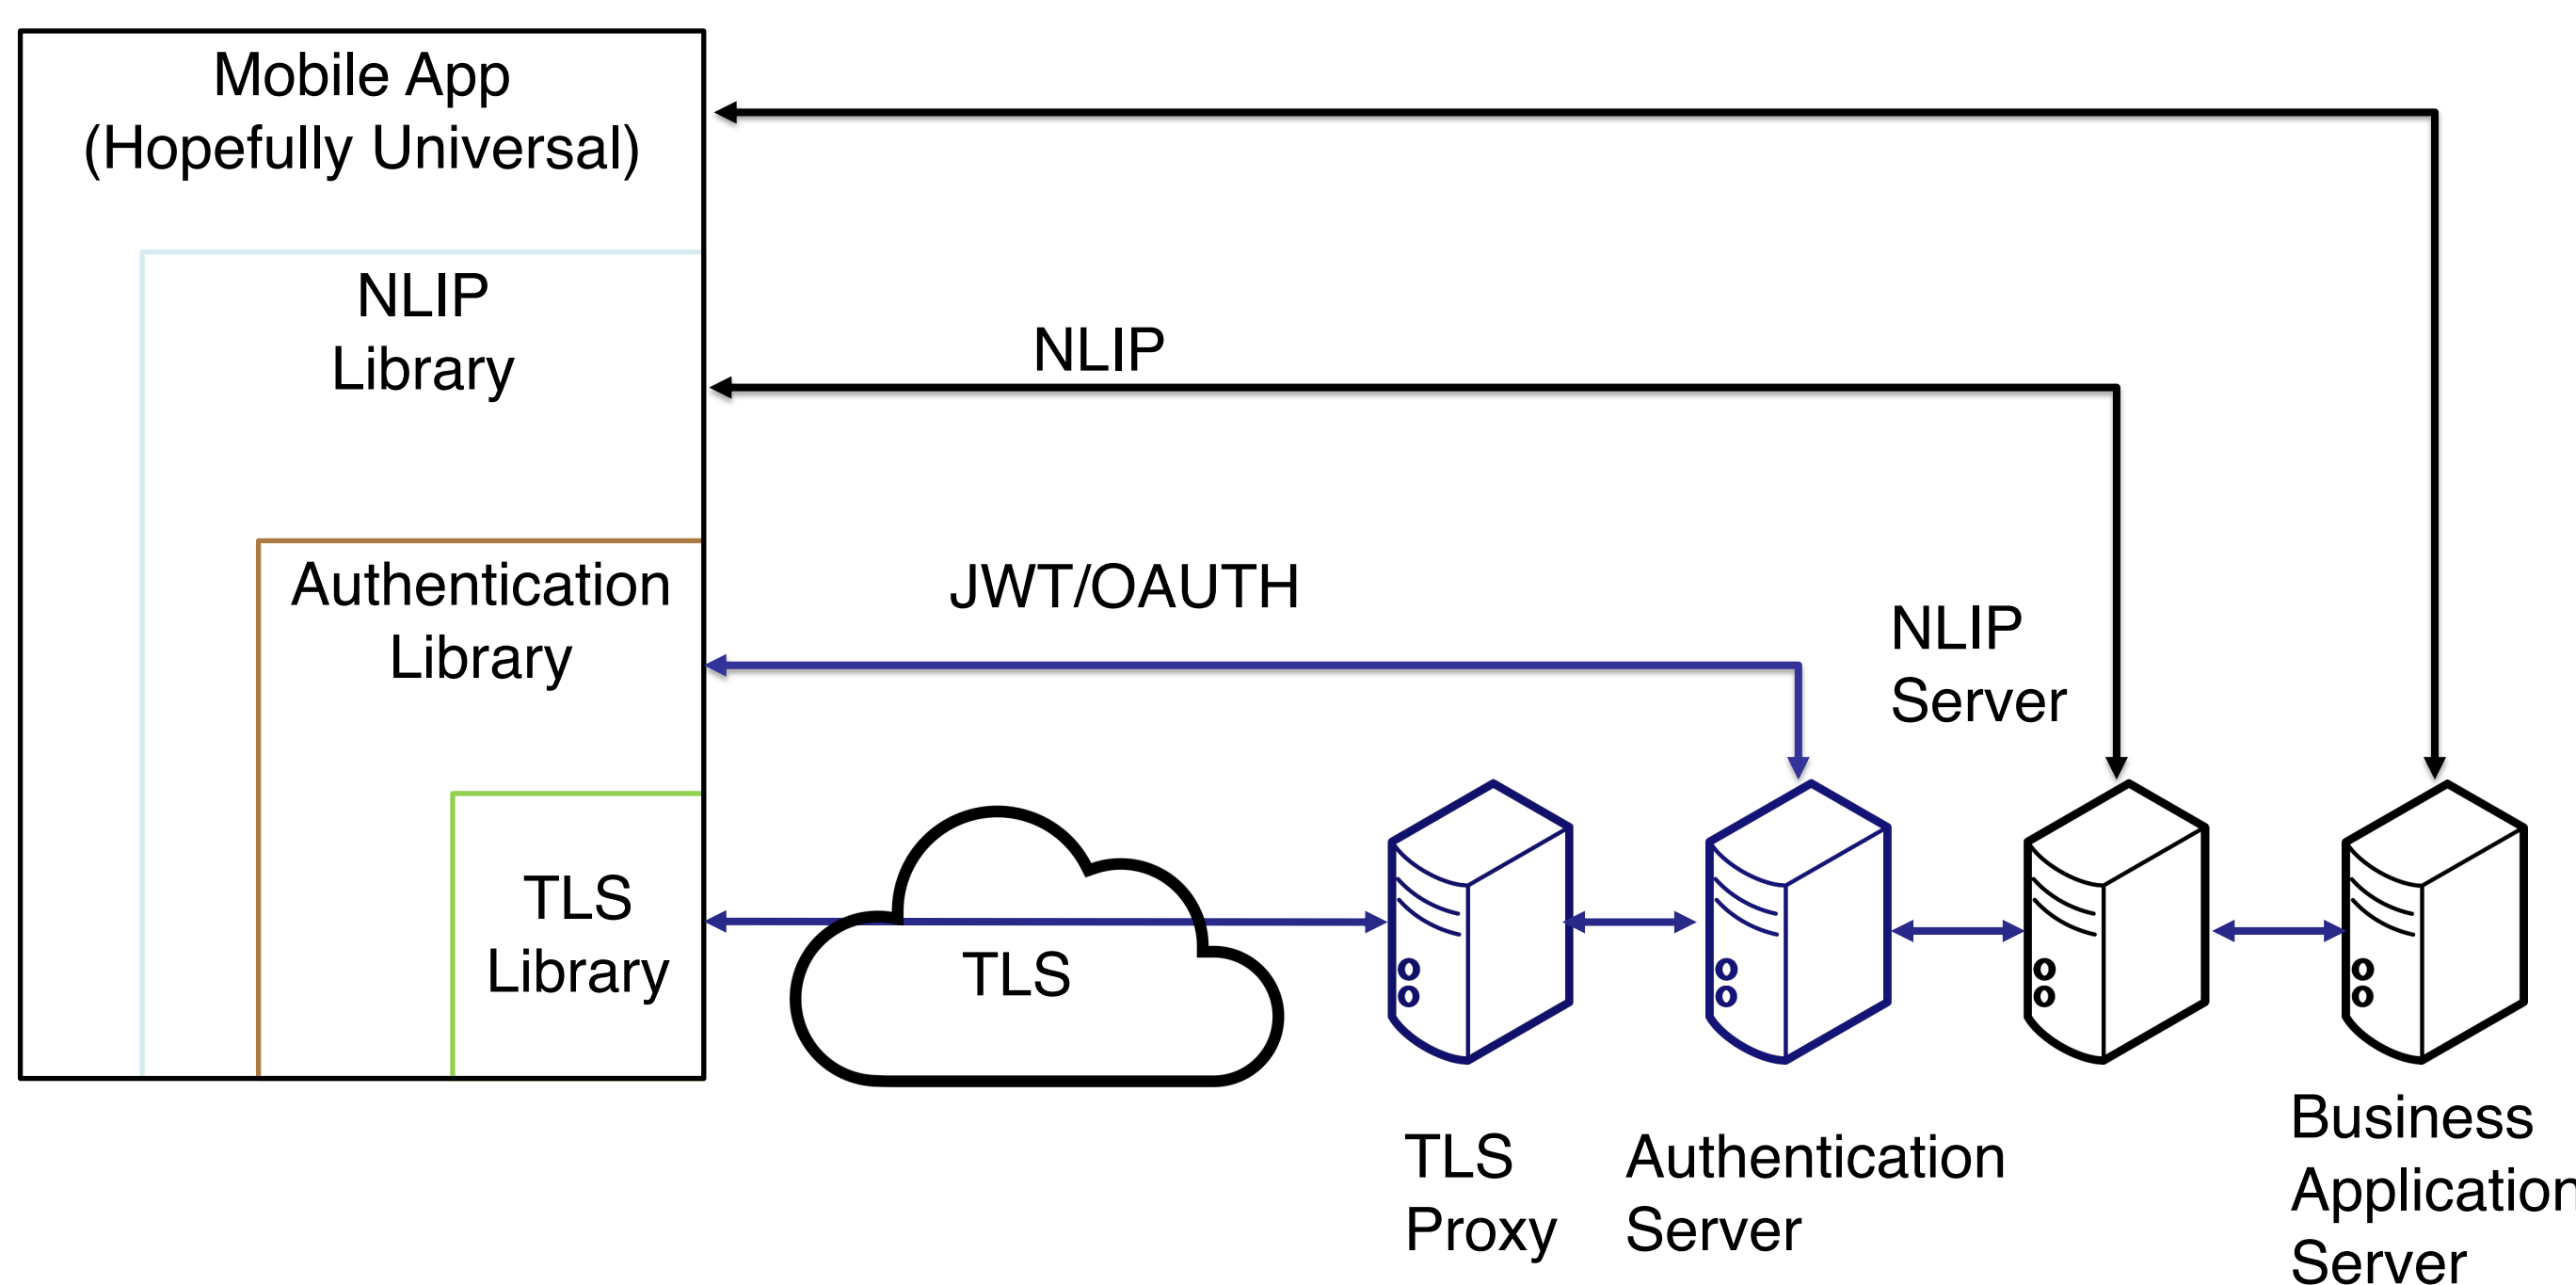 Mobile App
(Hopefully Universal)
NLIP
Library
NLIP
Authentication
Library
JWT/OAUTH
NLIP
Server
TLS
Library
TLS
TLS
Proxy
Authentication
Server
Business
Application
Server